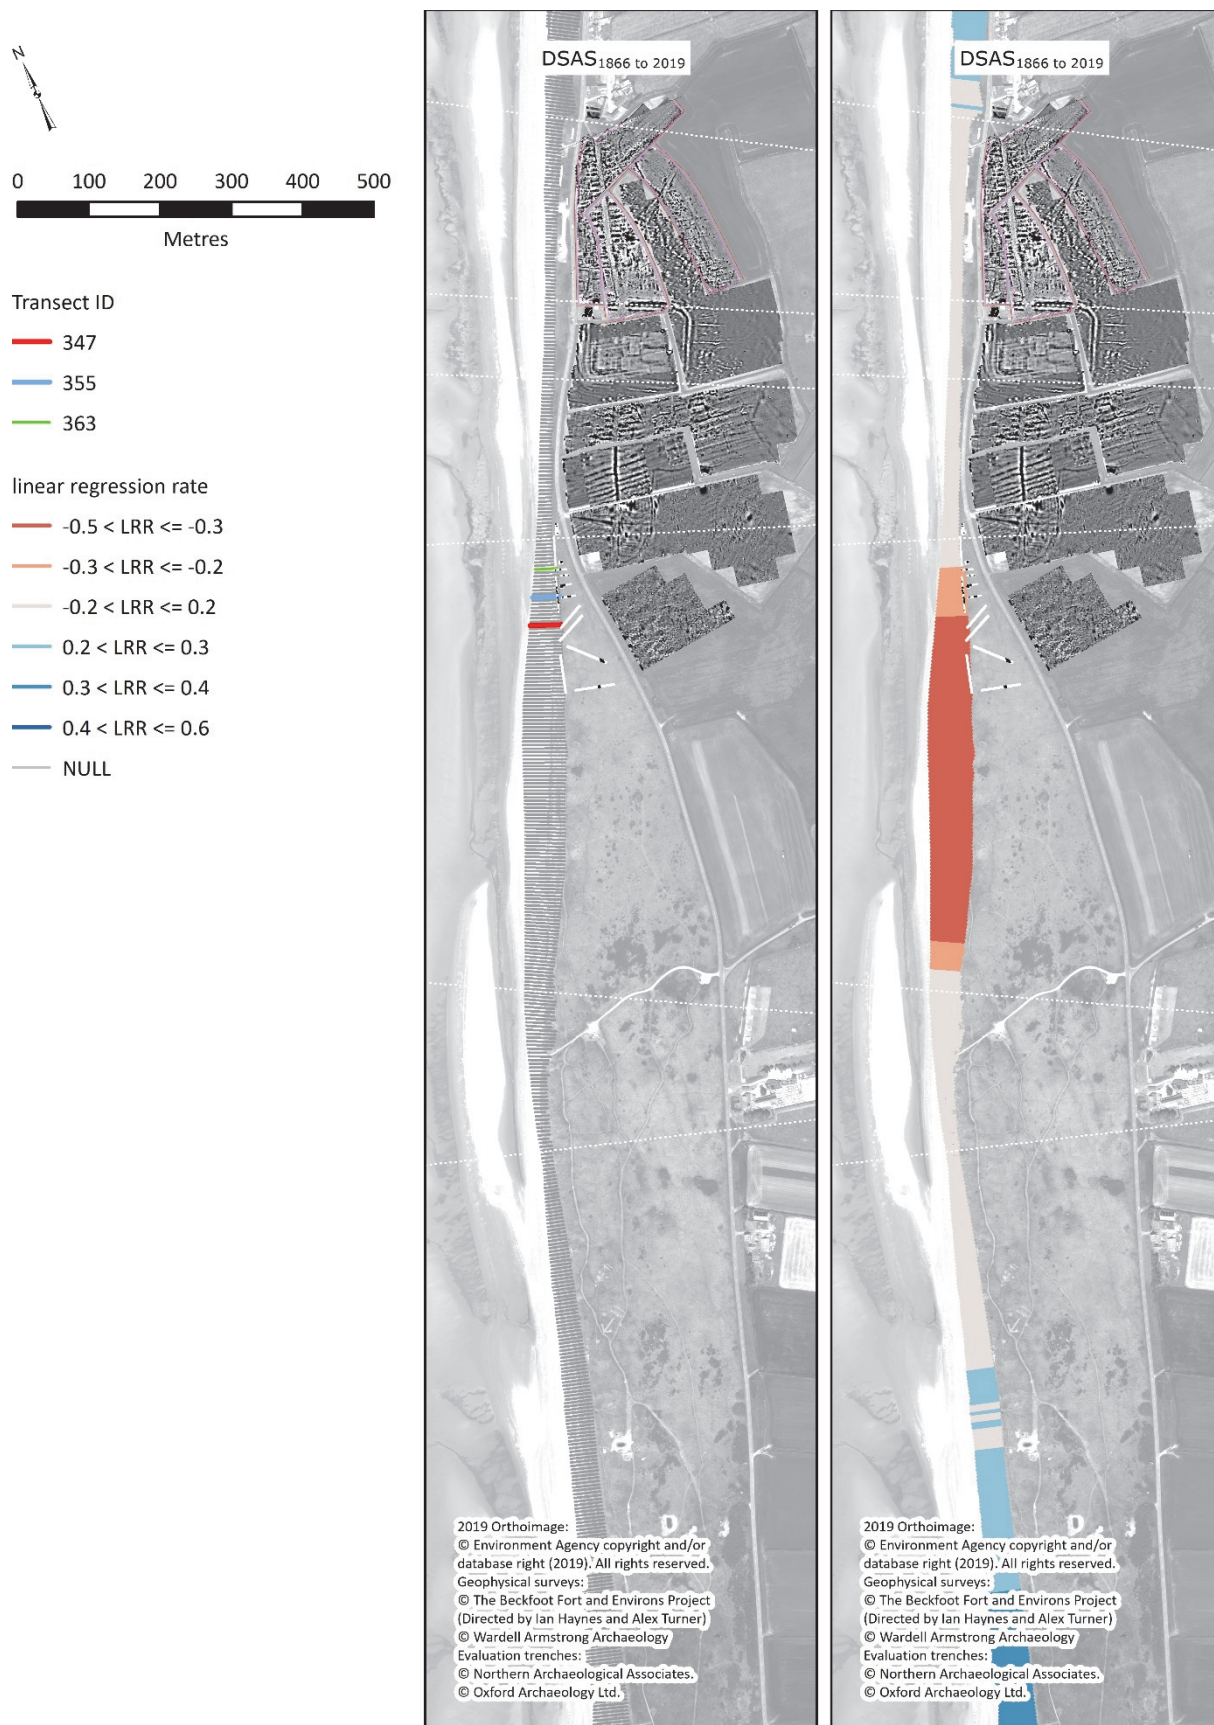 N
0 100 200 300 400 500
Metres
Transect ID
347
355
363
linear regression rate
-0.5 < LRR <= -0.3
-0.3 < LRR <= -0.2
-0.2 < LRR <= 0.2
0.2 < LRR <= 0.3
0.3 < LRR <= 0.4
0.4 < LRR <= 0.6
NULL
DSAS 1866 to 2019
2019 Orthoimage:
© Environment Agency copyright and/or
database right (2019). All rights reserved.
Geophysical surveys:
© The Beckfoot Fort and Environs Project
(Directed by Ian Haynes and Alex Turner)
© Wardell Armstrong Archaeology
Evaluation trenches:
© Northern Archaeological Associates.
© Oxford Archaeology Ltd.
DSAS 1866 to 2019
2019 Orthoimage:
© Environment Agency copyright and/or
database right (2019). All rights reserved.
Geophysical surveys:
© The Beckfoot Fort and Environs Project
(Directed by Ian Haynes and Alex Turner)
© Wardell Armstrong Archaeology
Evaluation trenches:
© Northern Archaeological Associates.
© Oxford Archaeology Ltd.